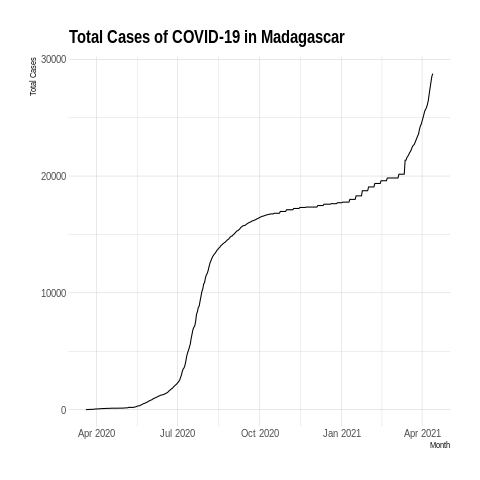 Total Cases of COVID-19 in Madagascar
Total Cases
30000
20000
10000
0
Apr 2020 Jul 2020 Oct 2020 Jan 2021 Apr 2021
Month